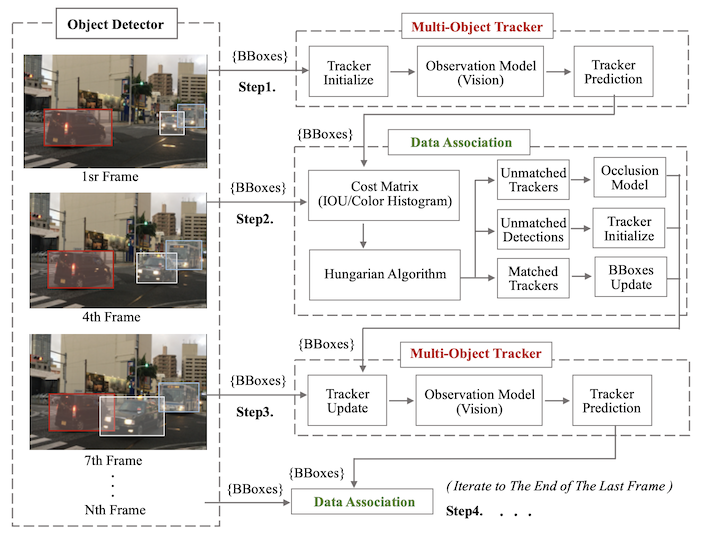 Object Detector
1sr Frame
4th Frame
7th Frame
Nth Frame
{BBoxes}
Step1.
Multi-Object Tracker
Tracker
Initialize
Observation Model
(Vision)
Tracker
Prediction
{BBoxes}
Data Association
{BBoxes}
Step2.
Cost Matrix
(IOU/Color Histogram)
Hungarian Algorithm
Unmatched
Trackers
Occlusion
Model
Unmatched
Detections
Tracker
Initialize
Matched
Trackers
BBoxes
Update
{BBoxes}
Multi-Object Tracker
{BBoxes}
Step3.
Tracker
Update
Observation Model
(Vision)
Tracker
Prediction
{BBoxes}
{BBoxes}
Data Association
( Iterate to The End of The Last Frame )
Step4. . . .